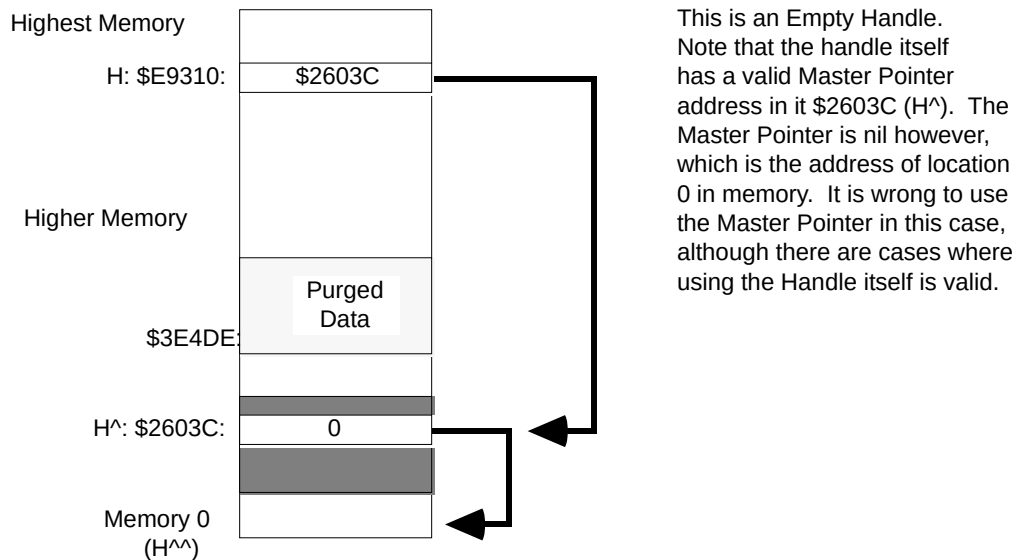 Highest Memory
H: $E9310:
$2603C
Higher Memory
Purged
Data
$3E4DE:
H^: $2603C:
0
Memory 0
(H^^)
This is an Empty Handle.
Note that the handle itself
has a valid Master Pointer
address in it $2603C (H^).  The
Master Pointer is nil however,
which is the address of location
0 in memory.  It is wrong to use
the Master Pointer in this case,
although there are cases where
using the Handle itself is valid.